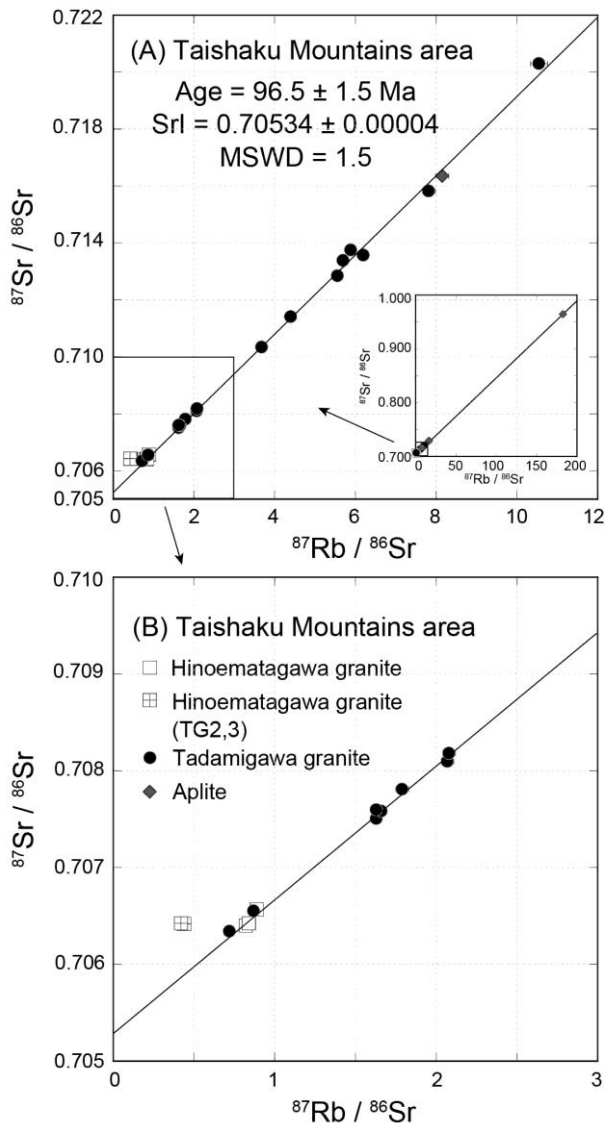 (A) Taishaku Mountains area
Age = 96.5 ± 1.5 Ma
SrI = 0.70534 ± 0.00004
MSWD = 1.5
0.722
0.718
0.714
0.710
0.706
0.705
87Sr / 86Sr
0
2
4
6
8
10
12
87Rb / 86Sr
1.000
0.900
0.800
0.700
87Sr / 86Sr
0
50
100
150
200
87Rb / 86Sr
(B) Taishaku Mountains area
Hinoematagawa granite
Hinoematagawa granite
(TG2,3)
Tadamigawa granite
Aplite
0.710
0.709
0.708
0.707
0.706
0.705
87Sr / 86Sr
0
1
2
3
87Rb / 86Sr